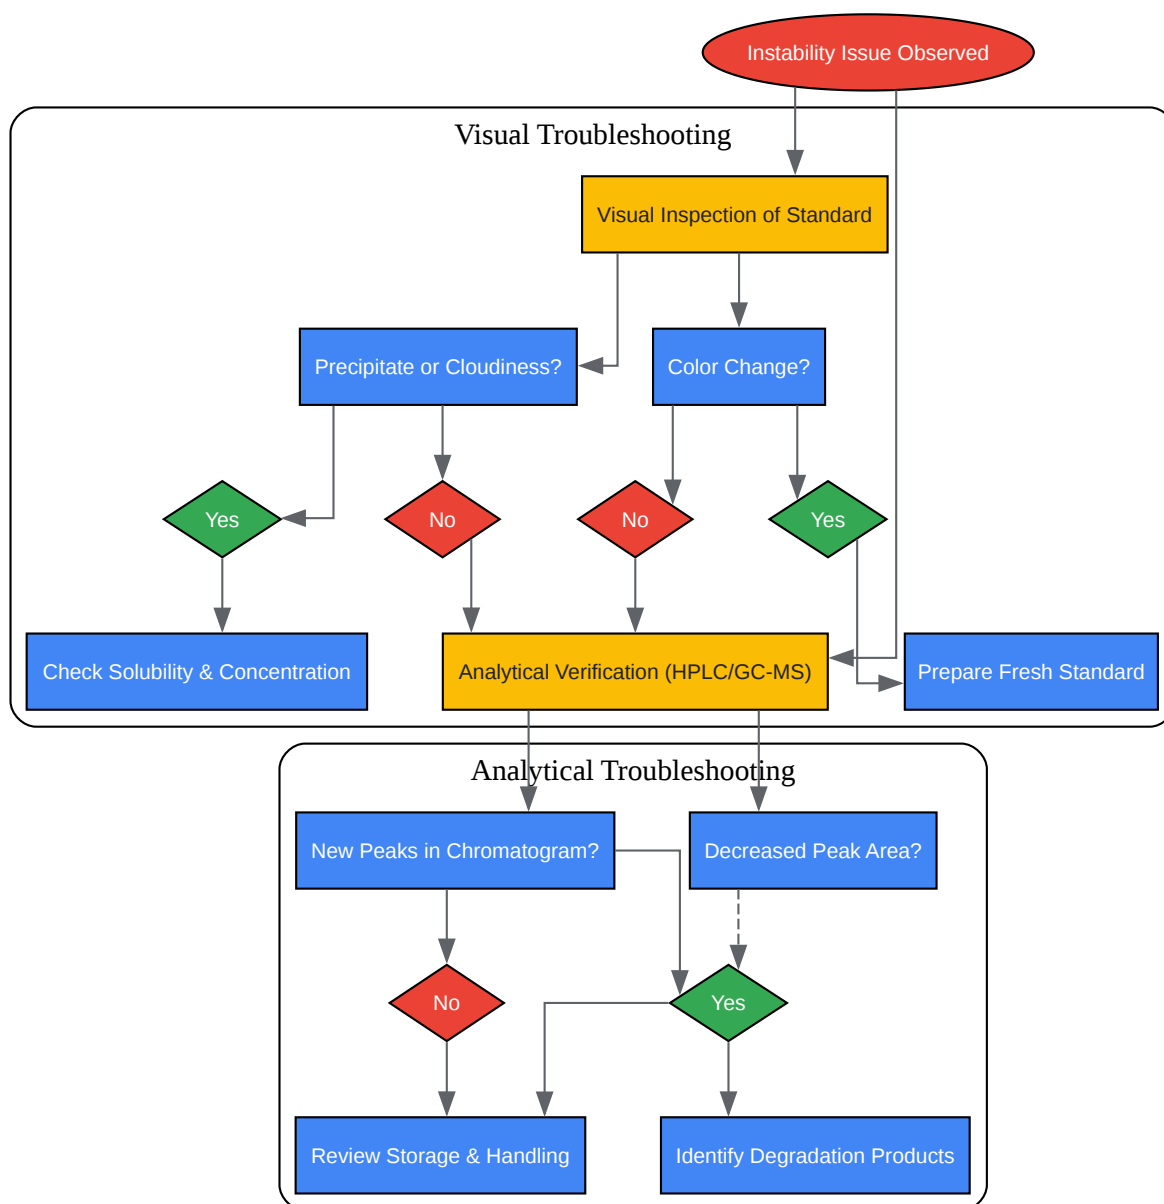 Instability Issue Observed
Visual Troubleshooting
Visual Inspection of Standard
Precipitate or Cloudiness?
Color Change?
Yes
No
No
Yes
Check Solubility & Concentration
Analytical Verification (HPLC/GC-MS)
Prepare Fresh Standard
Analytical Troubleshooting
New Peaks in Chromatogram?
Decreased Peak Area?
No
Yes
Review Storage & Handling
Identify Degradation Products